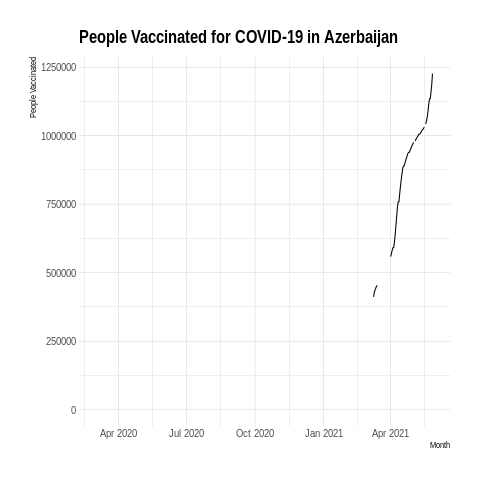 People Vaccinated for COVID-19 in Azerbaijan
People Vaccinated
1250000
1000000
750000
500000
250000
0
Apr 2020 Jul 2020 Oct 2020 Jan 2021 Apr 2021
Month